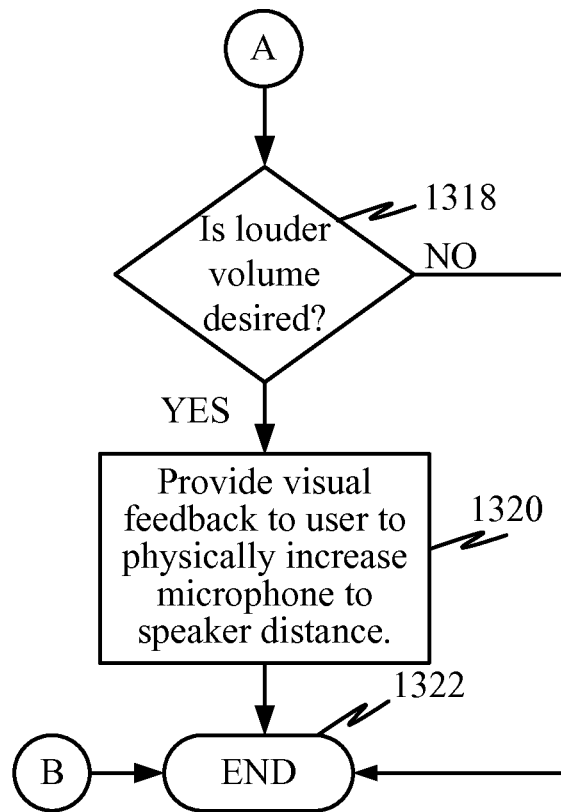 A
1318
Is louder
volume
desired?
NO
YES
Provide visual
feedback to user to
physically increase
microphone to
speaker distance.
1320
1322
B
END